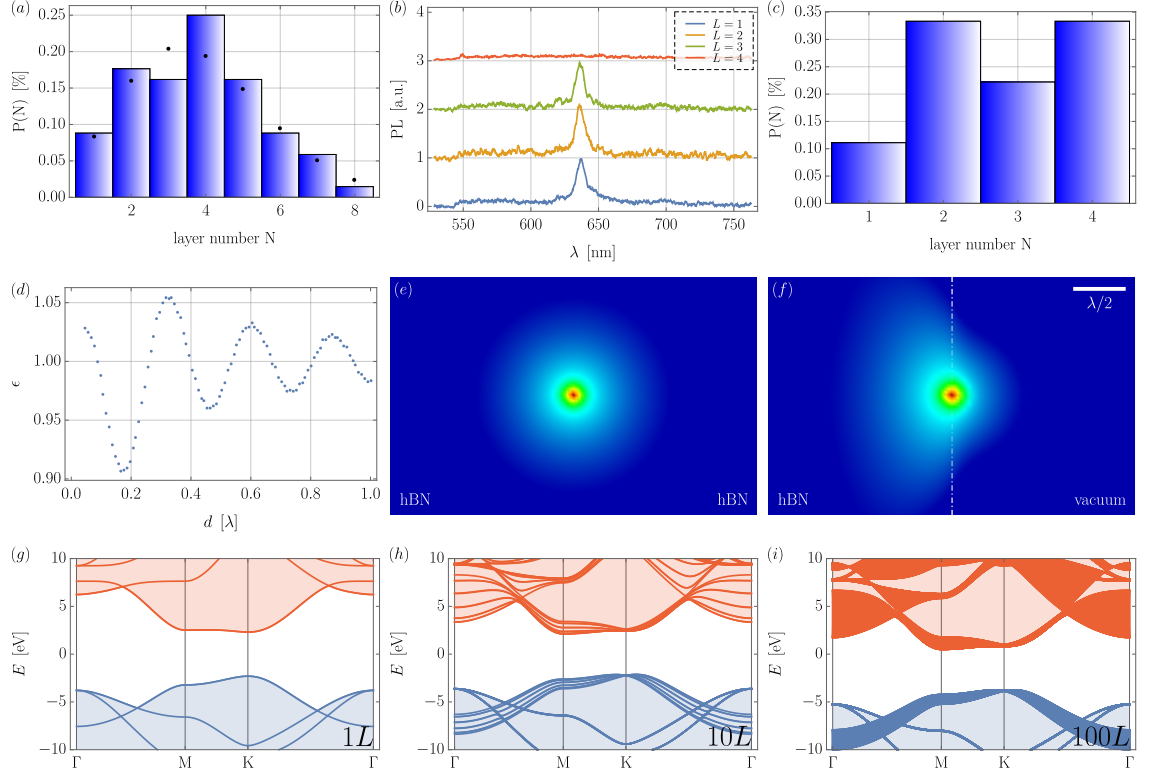 (a)
0.25
0.20
0.15
0.10
0.05
0.00
P(N) [%]
2 4 6 8
layer number N
(b)
4
3
2
1
0
PL [a.u.]
550 600 650 700 750
λ [nm]
L = 1
L = 2
L = 3
L = 4
(c)
0.35
0.30
0.25
0.20
0.15
0.10
0.05
0.00
P(N) [%]
1 2 3 4
layer number N
(d)
1.05
1.00
0.95
0.90
ϵ
0.0 0.2 0.4 0.6 0.8 1.0
d [λ]
(e)
hBN hBN
(f)
λ/2
hBN vacuum
(g)
10
5
0
−5
−10
E [eV]
1L
Γ M K Γ
(h)
10
5
0
−5
−10
E [eV]
10L
Γ M K Γ
(i)
10
5
0
−5
−10
E [eV]
100L
Γ M K Γ